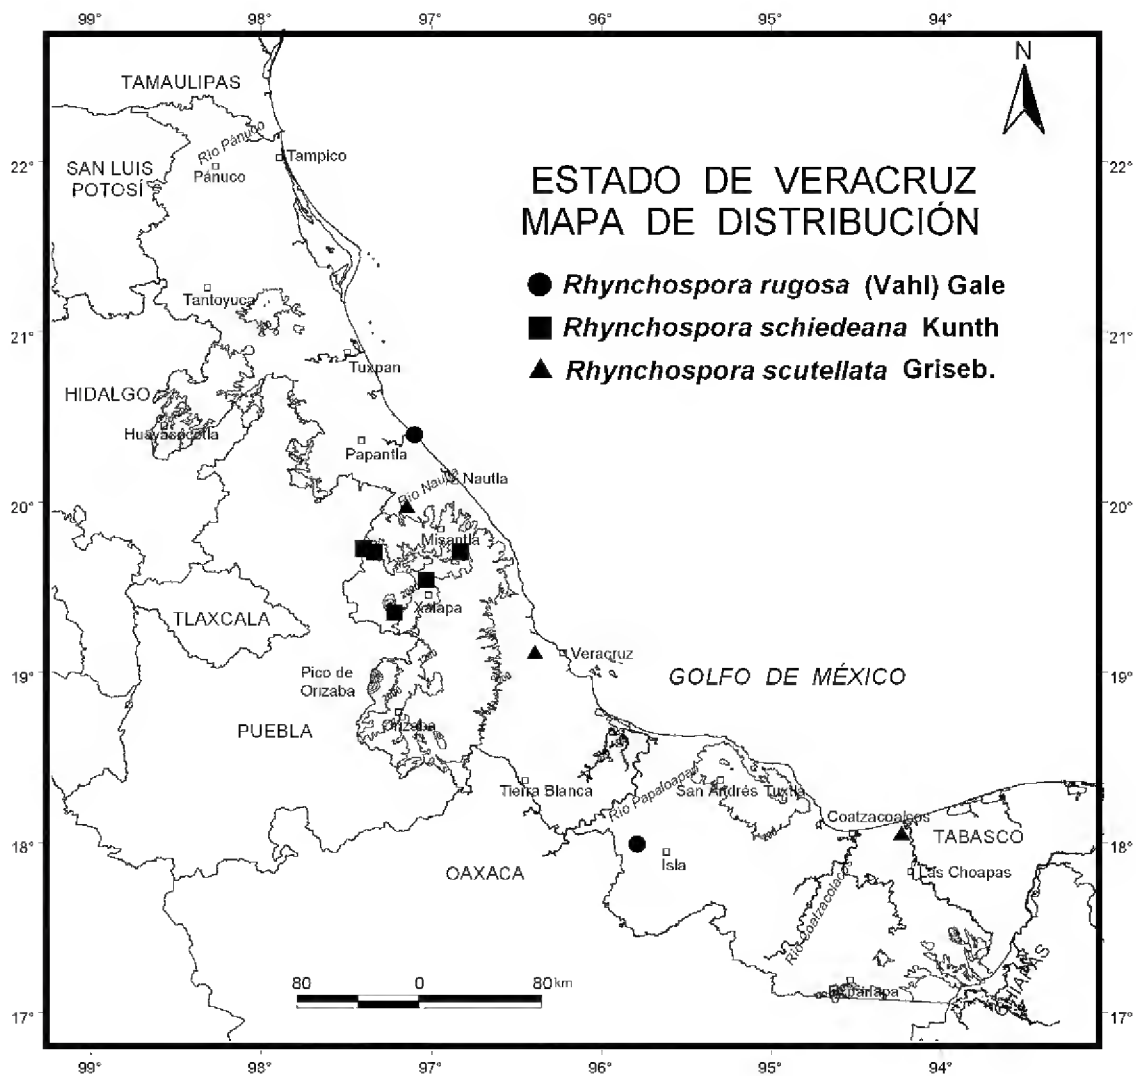 99° 98° 97° 96° 95° 94°
N
TAMAULIPAS
Río Pánuco
Tampico
22° 22°
SAN LUIS
POTOSÍ
Pánuco
ESTADO DE VERACRUZ
MAPA DE DISTRIBUCIÓN
Rhynchospora rugosa (Vahl) Gale
Tantoyuca
Rhynchospora schiedeana Kunth
21° 21°
Tuxpan
Rhynchospora scutellata Griseb.
HIDALGO
Huayacocotla
Papantla
Nautla
Río Nautla
20° 20°
Misantla
2000
Xalapa
TLAXCALA
Veracruz
Pico de
Orizaba
19° 19°
GOLFO DE MÉXICO
2000
Orizaba
PUEBLA
Tierra Blanca
Río Papaloapan
San Andrés Tuxtla
Coatzacoalcos
TABASCO
18° 18°
Isla
OAXACA
Las Choapas
Río Coatzacoalcos
CHIAPAS
80 0 80 km
17° 17°
99° 98° 97° 96° 95° 94°